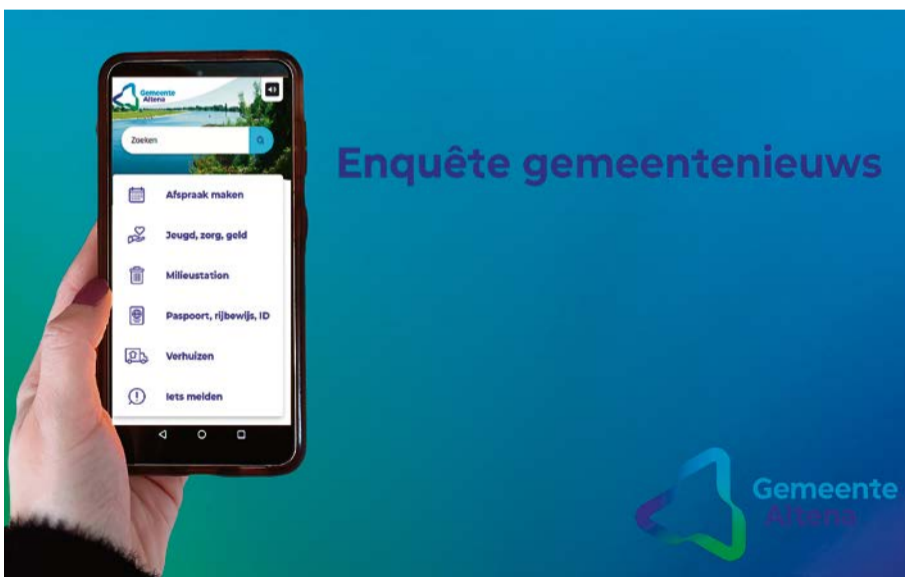 Gemeente
Altena
Zoeken
Afspraak maken
Jeugd, zorg, geld
Milieustation
Paspoort, rijbewijs, ID
Verhuizen
Iets melden
Enquête gemeentenieuws
Gemeente
Altena